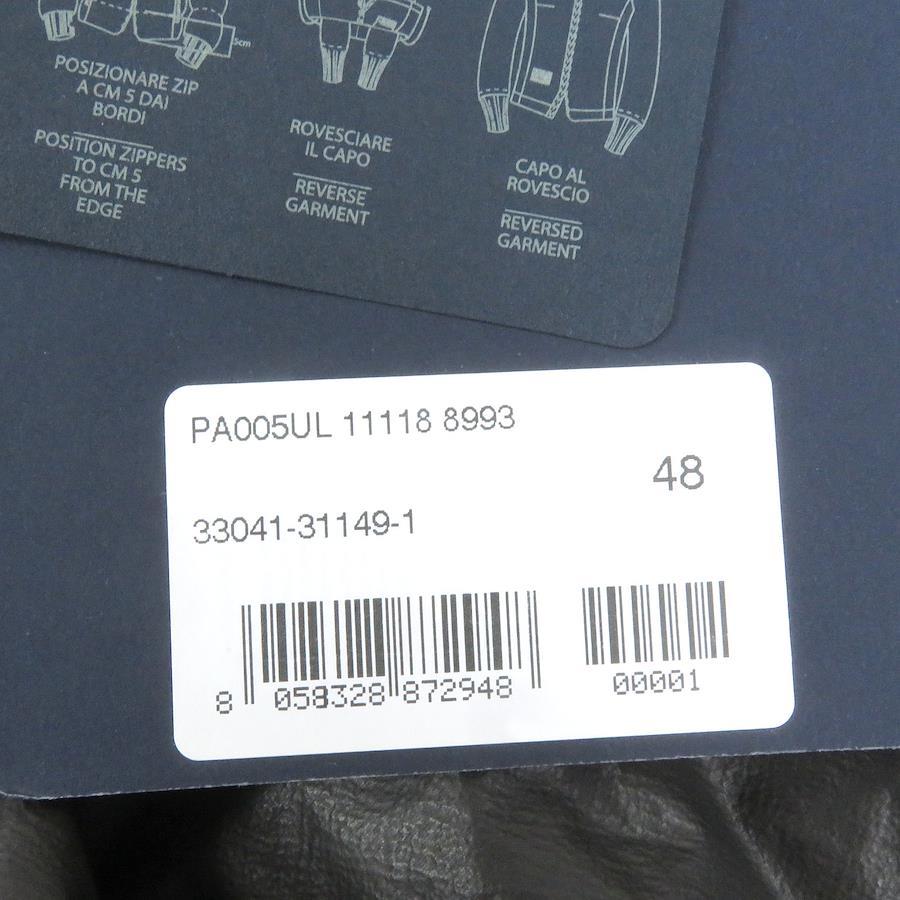 5cm
POSIZIONARE ZIP
A CM 5 DAI
BORDI
POSITION ZIPPERS
TO CM 5
FROM THE
EDGE
ROVESCIARE
IL CAPO
REVERSE
GARMENT
CAPO AL
ROVESCIO
REVERSED
GARMENT
PA005UL 11118 8993
48
33041-31149-1
8 058328 872948
00001